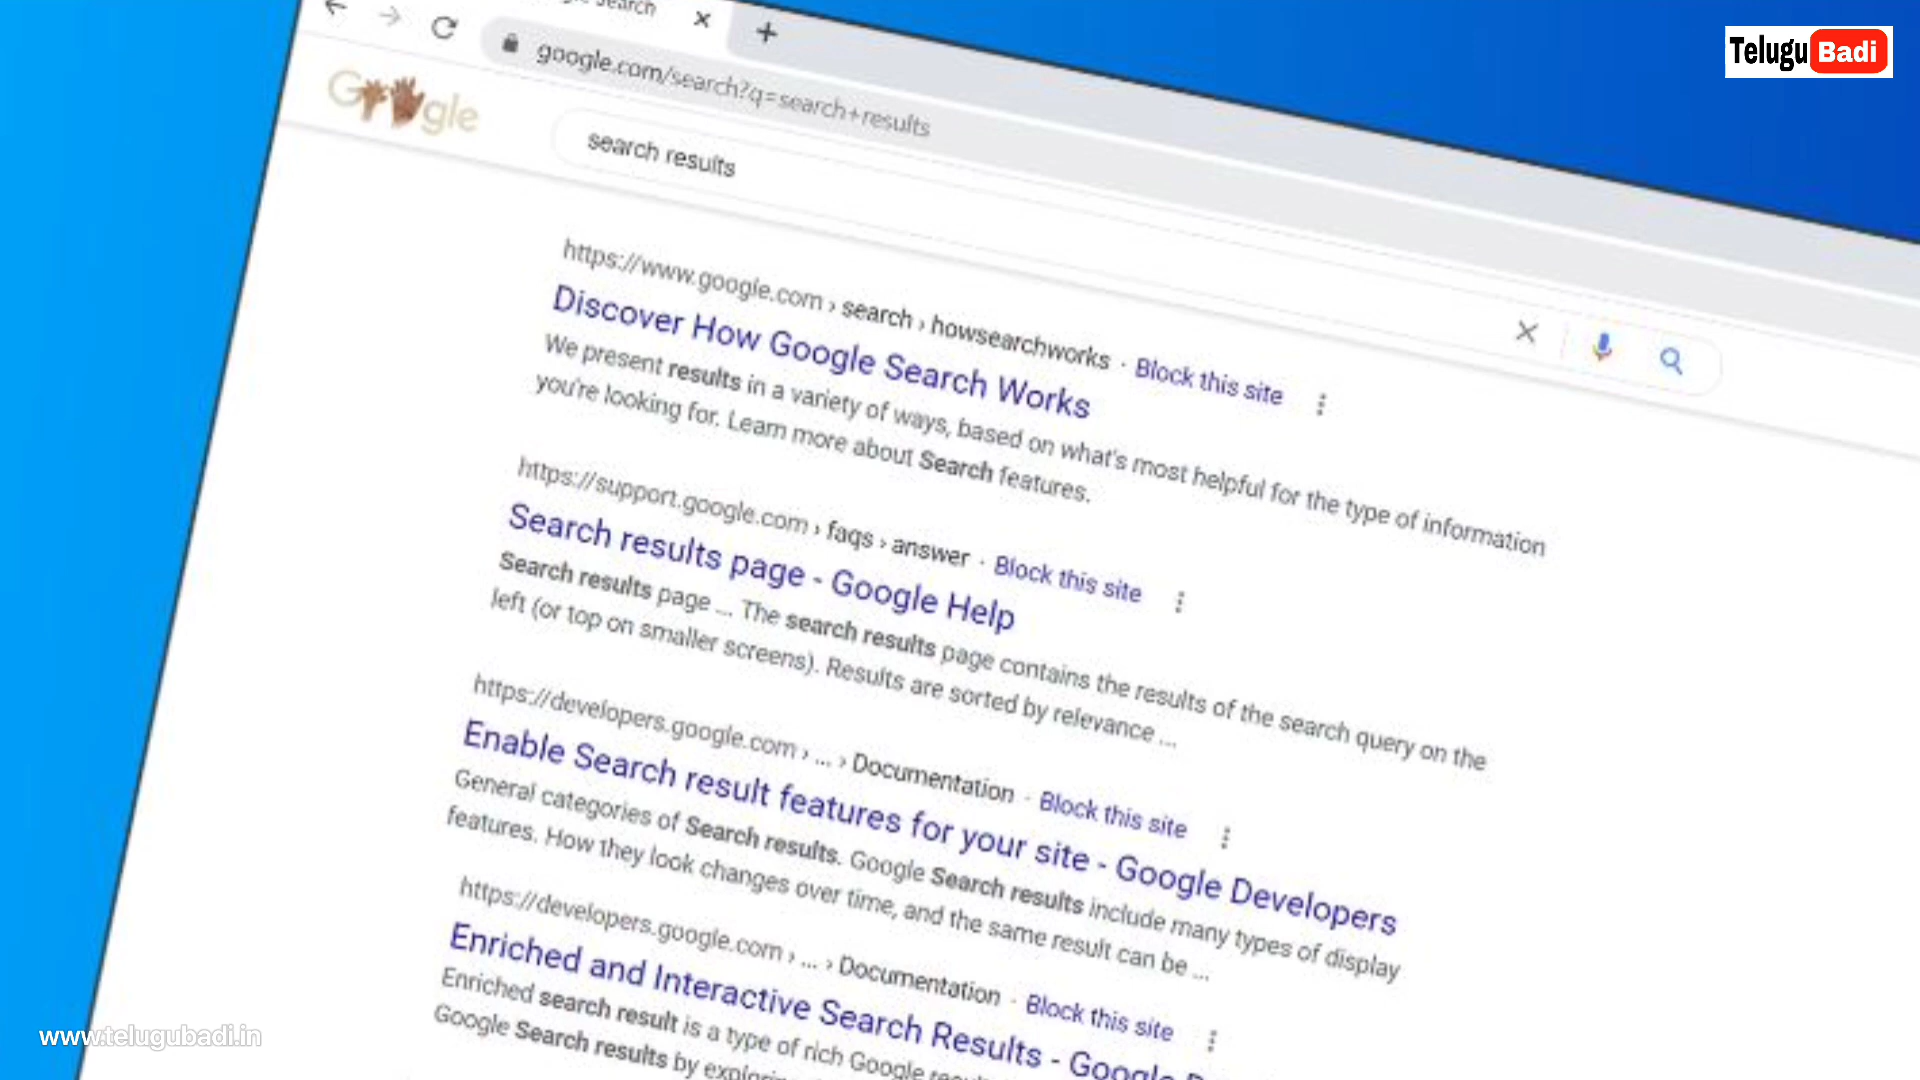 Search
google.com/search?q=search+results
Telugu Badi
Google
search results
https://www.google.com › search › howsearchworks · Block this site
Discover How Google Search Works
We present results in a variety of ways, based on what's most helpful for the type of information
you're looking for. Learn more about Search features.
https://support.google.com › faqs › answer · Block this site
Search results page - Google Help
Search results page ... The search results page contains the results of the search query on the
left (or top on smaller screens). Results are sorted by relevance ...
https://developers.google.com › ... › Documentation · Block this site
Enable Search result features for your site - Google Developers
General categories of Search results. Google Search results include many types of display
features. How they look changes over time, and the same result can be ...
https://developers.google.com › ... › Documentation · Block this site
Enriched and Interactive Search Results -
Enriched search result is a type of rich Google
Google Search results by
www.telugubadi.in